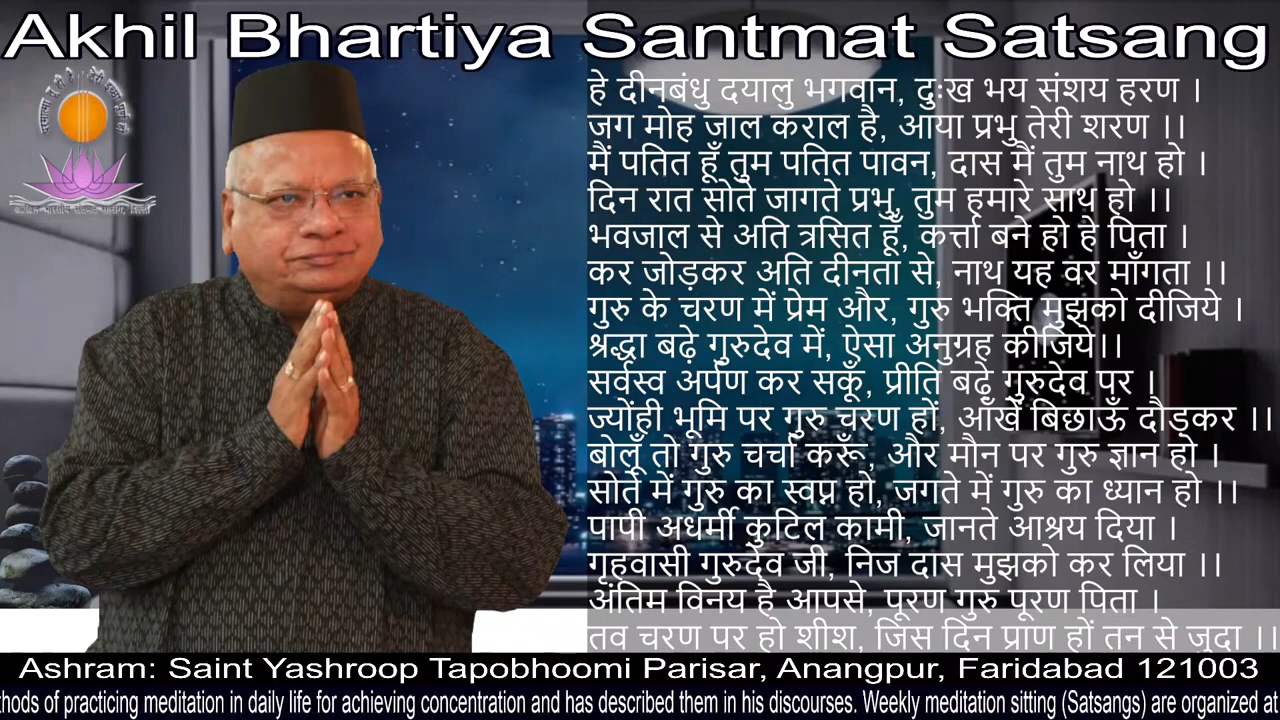 Akhil Bhartiya Santmat Satsang
हे दीनबंधु दयालु भगवान, दुःख भय संशय हरण ।
जग मोह जाल कराल है, आया प्रभु तेरी शरण ।।
मैं पतित हूँ तुम पतित पावन, दास मैं तुम नाथ हो ।
दिन रात सोते जागते प्रभु, तुम हमारे साथ हो ।।
भवजाल से अति त्रसित हूँ, कर्त्ता बने हो हे पिता ।
कर जोड़कर अति दीनता से, नाथ यह वर माँगता ।।
गुरु के चरण में प्रेम और, गुरु भक्ति मुझको दीजिये ।
श्रद्धा बढ़े गुरुदेव में, ऐसा अनुग्रह कीजिये।।
सर्वस्व अर्पण कर सकूँ, प्रीति बढ़े गुरुदेव पर ।
ज्योंही भूमि पर गुरु चरण हों, आँखें बिछाऊँ दौड़कर ।।
बोलूँ तो गुरु चर्चा करूँ, और मौन पर गुरु ज्ञान हो ।
सोते में गुरु का स्वप्न हो, जगते में गुरु का ध्यान हो ।।
पापी अधर्मी कुटिल कामी, जानते आश्रय दिया ।
गृहवासी गुरुदेव जी, निज दास मुझको कर लिया ।।
अंतिम विनय है आपसे, पूरण गुरु पूरण पिता ।
तव चरण पर हो शीश, जिस दिन प्राण हों तन से जुदा ।।
Ashram: Saint Yashroop Tapobhoomi Parisar, Anangpur, Faridabad 121003
thods of practicing meditation in daily life for achieving concentration and has described them in his discourses. Weekly meditation sitting (Satsangs) are organized at